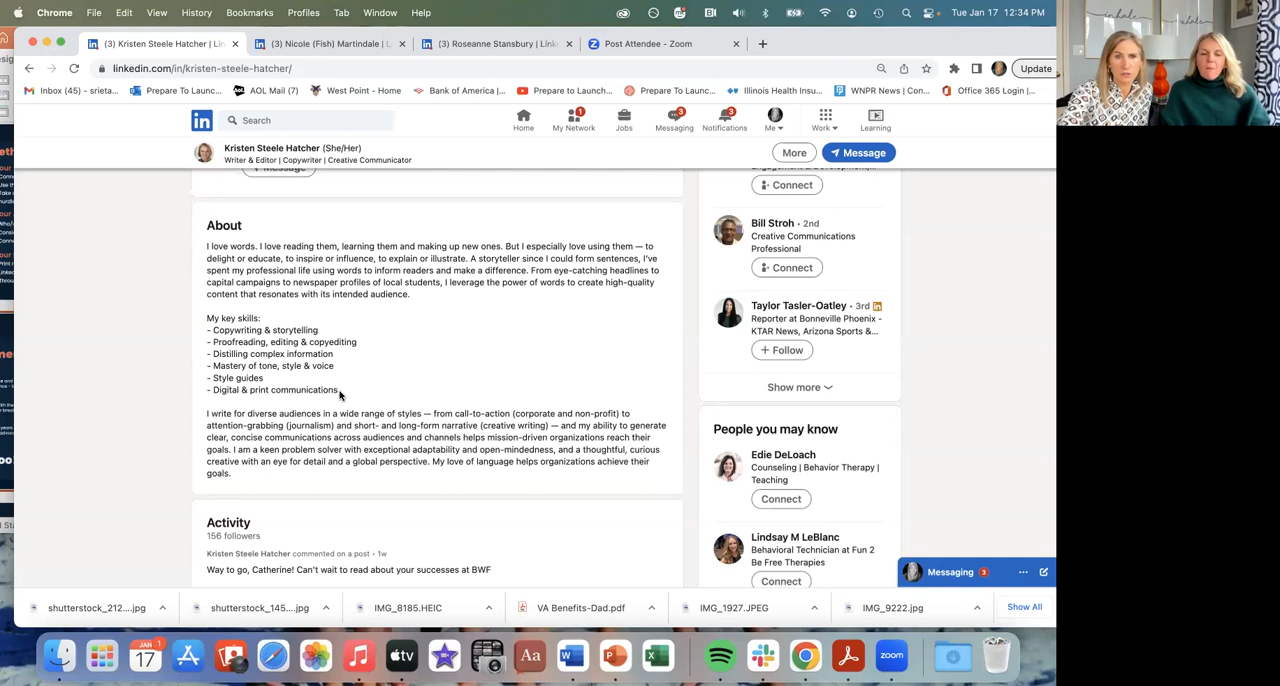 Chrome File Edit View History Bookmarks Profiles Tab Window Help Tue Jan 17 12:34 PM
Kristen Steele Hatcher | Lin Nicole (Fish) Martindale | L Roseanne Stansbury | Link Post Attendee - Zoom
linkedin.com/in/kristen-steele-hatcher/ Update
Inbox (45) - srieta... Prepare To Launc... AOL Mail (7) West Point - Home Bank of America |... Prepare to Launch... Prepare To Launc... Illinois Health Insu... WNPR News | Con... Office 365 Login |...
in Search Home My Network Jobs Messaging Notifications Me Work Learning
1 3 3
Kristen Steele Hatcher (She/Her)
Writer & Editor | Copywriter | Creative Communicator
More Message
Message
About
I love words. I love reading them, learning them and making up new ones. But I especially love using them — to
delight or educate, to inspire or influence, to explain or illustrate. A storyteller since I could form sentences, I've
spent my professional life using words to inform readers and make a difference. From eye-catching headlines to
capital campaigns to newspaper profiles of local students, I leverage the power of words to create high-quality
content that resonates with its intended audience.
My key skills:
- Copywriting & storytelling
- Proofreading, editing & copyediting
- Distilling complex information
- Mastery of tone, style & voice
- Style guides
- Digital & print communications
I write for diverse audiences in a wide range of styles — from call-to-action (corporate and non-profit) to
attention-grabbing (journalism) and short- and long-form narrative (creative writing) — and my ability to generate
clear, concise communications across audiences and channels helps mission-driven organizations reach their
goals. I am a keen problem solver with exceptional adaptability and open-mindedness, and a thoughtful, curious
creative with an eye for detail and a global perspective. My love of language helps organizations achieve their
goals.
Activity
156 followers
Kristen Steele Hatcher commented on a post • 1w
Way to go, Catherine! Can't wait to read about your successes at BWF
Connect
Bill Stroh • 2nd
Creative Communications
Professional
Connect
Taylor Tasler-Oatley • 3rd in
Reporter at Bonneville Phoenix -
KTAR News, Arizona Sports &...
+ Follow
Show more
People you may know
Edie DeLoach
Counseling | Behavior Therapy |
Teaching
Connect
Lindsay M LeBlanc
Behavioral Technician at Fun 2
Be Free Therapies
Connect
Messaging 3 ...
shutterstock_212....jpg shutterstock_145....jpg IMG_8185.HEIC VA Benefits-Dad.pdf IMG_1927.JPEG IMG_9222.jpg Show All
JAN 17 1 tv Aa W P X zoom
inhale exhale